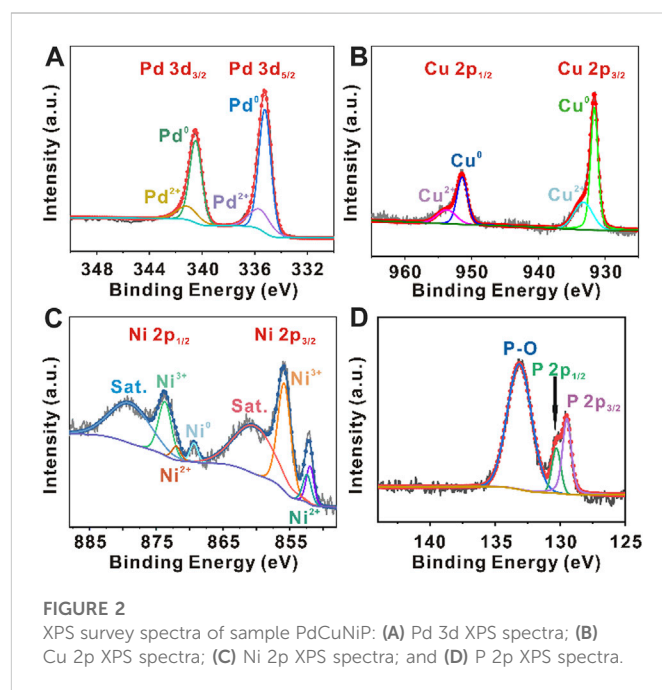 A
Pd 3d3/2 Pd 3d5/2
Pd0
Pd0
Pd2+
Pd2+
Intensity (a.u.)
348 344 340 336 332
Binding Energy (eV)
B
Cu 2p1/2 Cu 2p3/2
Cu0
Cu0
Cu2+
Cu2+
Intensity (a.u.)
960 950 940 930
Binding Energy (eV)
C
Ni 2p1/2 Ni 2p3/2
Ni3+
Ni3+
Sat.
Sat.
Ni0
Ni2+
Ni2+
Intensity (a.u.)
885 875 865 855
Binding Energy (eV)
D
P-O
P 2p1/2
P 2p3/2
Intensity (a.u.)
140 135 130 125
Binding Energy (eV)
FIGURE 2
XPS survey spectra of sample PdCuNiP: (A) Pd 3d XPS spectra; (B)
Cu 2p XPS spectra; (C) Ni 2p XPS spectra; and (D) P 2p XPS spectra.